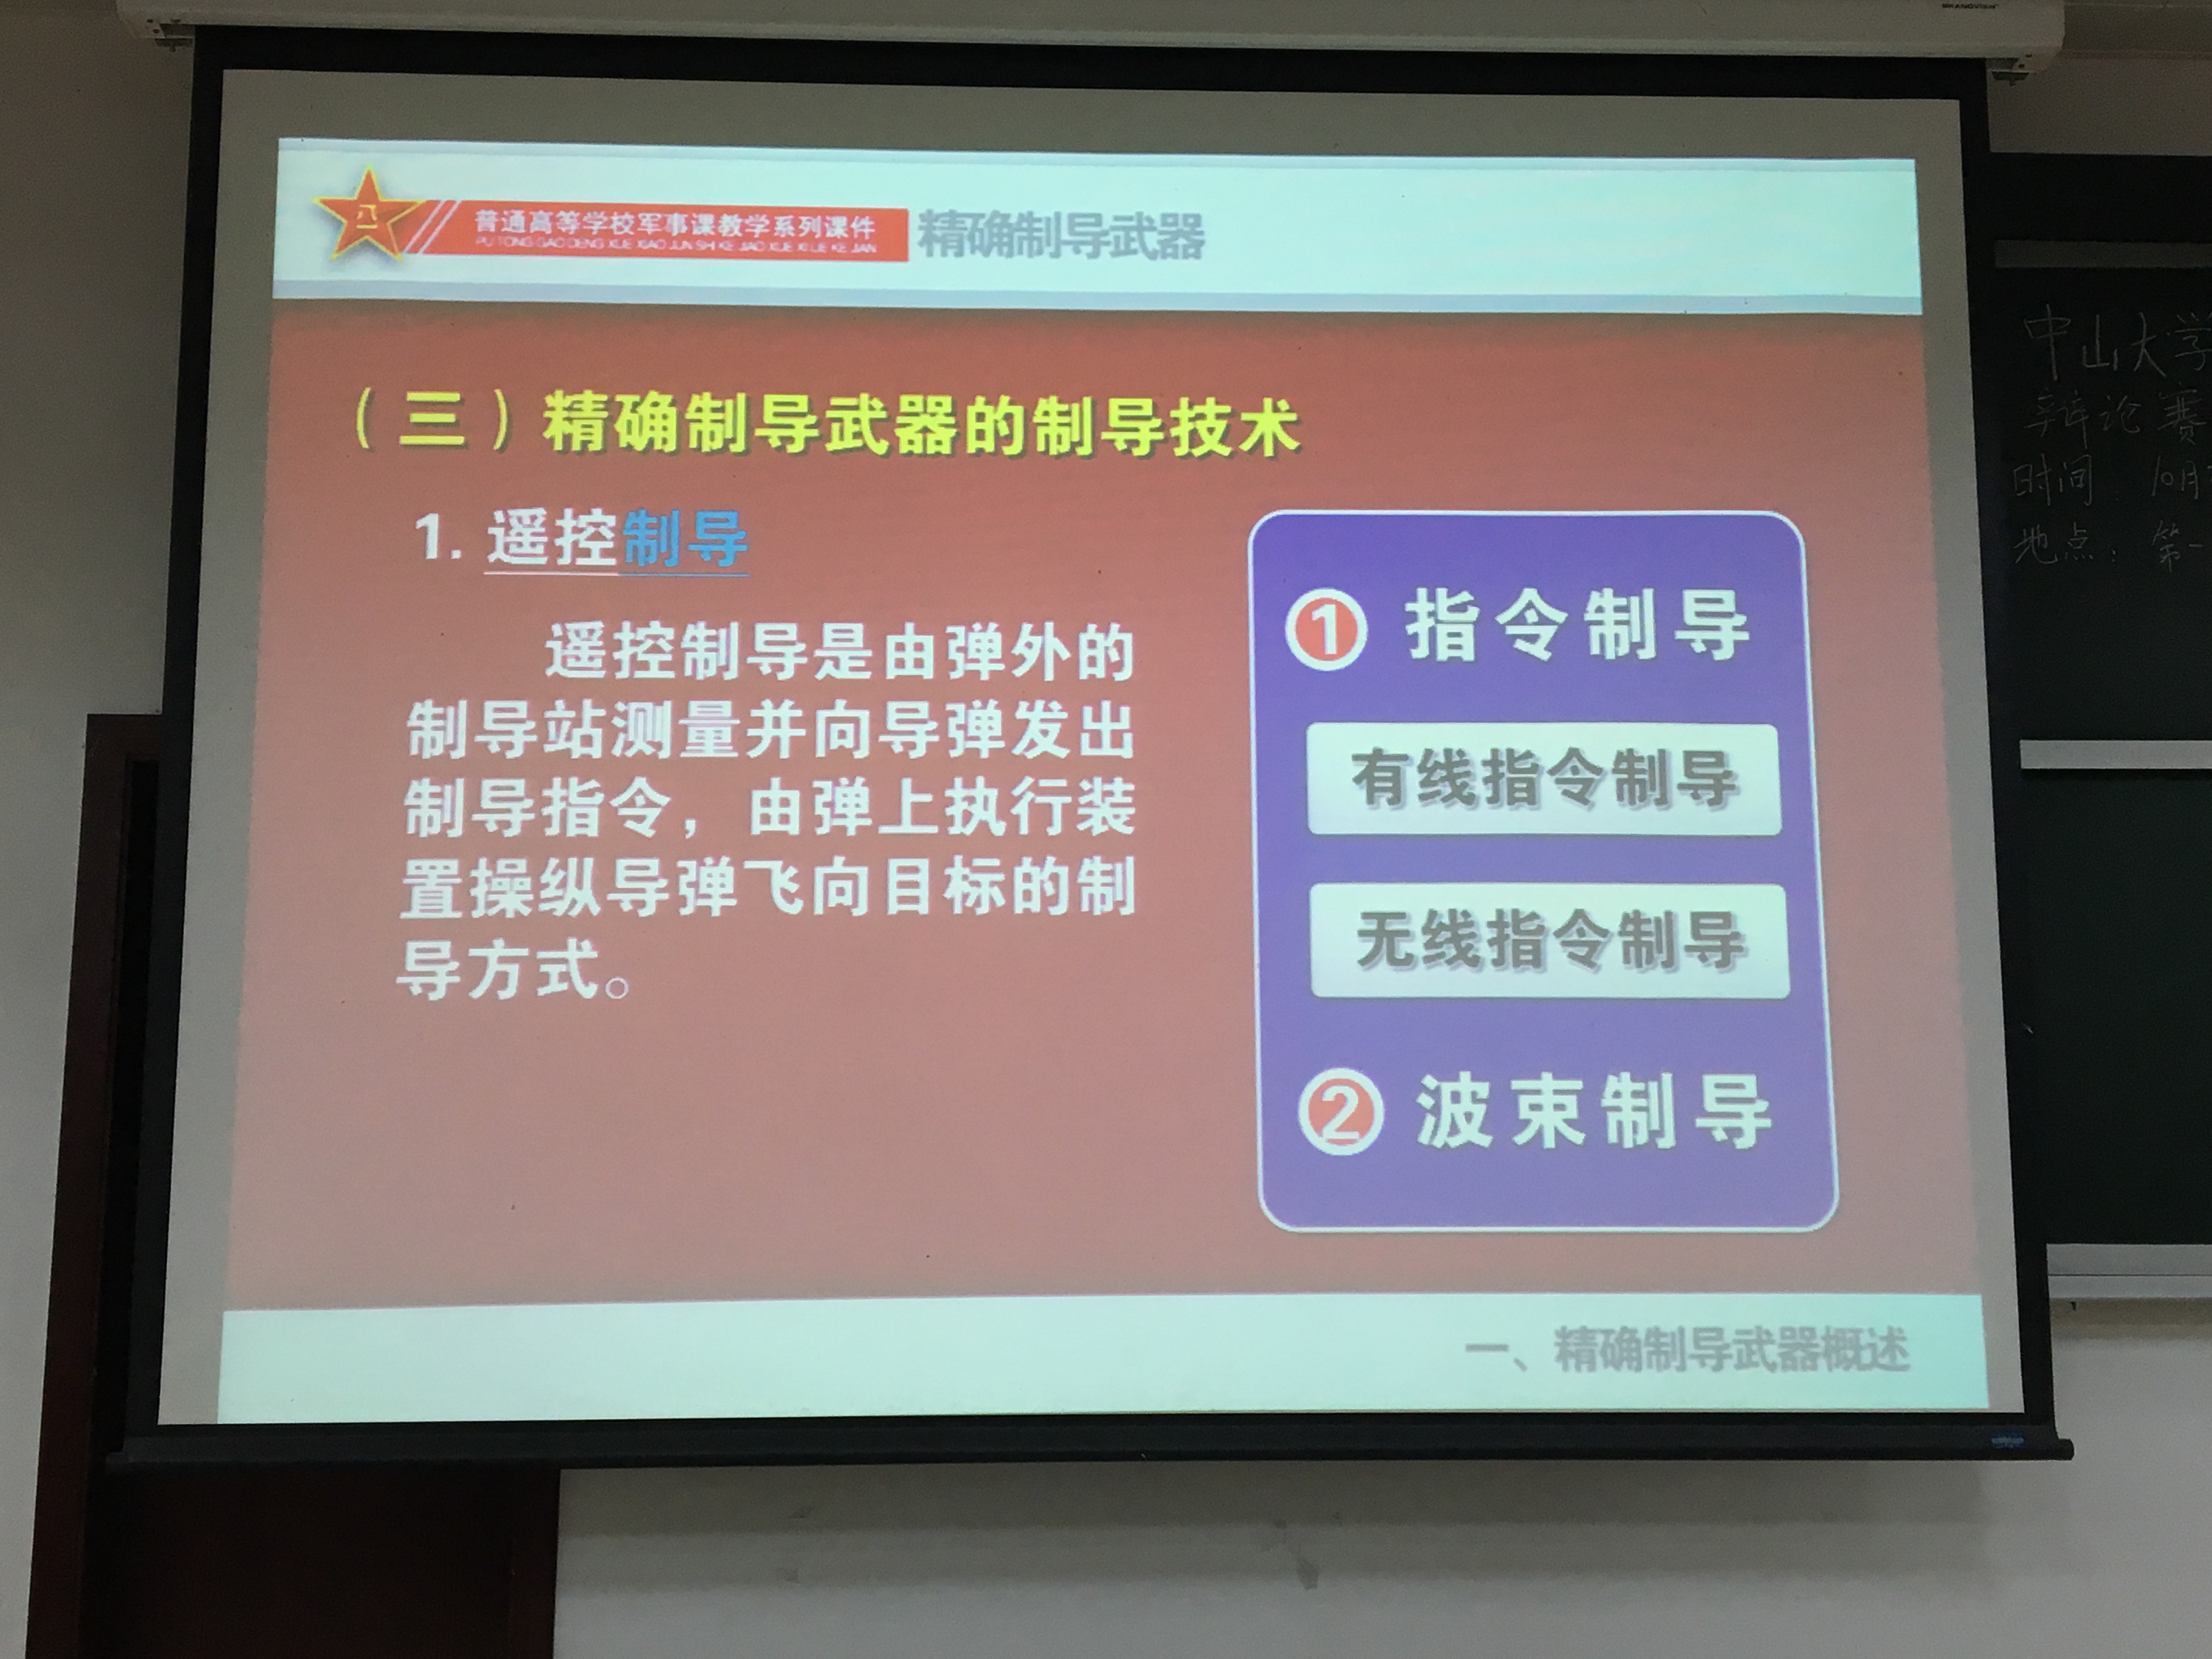 普通高等学校军事课教学系列课件
PU TONG GAO DENG XUE XIAO JUN SHI KE JIAO XUE XI LIE KE JIAN
精确制导武器
（三）精确制导武器的制导技术
1. 遥控制导
遥控制导是由弹外的
制导站测量并向导弹发出
制导指令，由弹上执行装
置操纵导弹飞向目标的制
导方式。
① 指令制导
有线指令制导
无线指令制导
② 波束制导
一、精确制导武器概述
中山大学
辩论赛
时间：10月
地点：第一